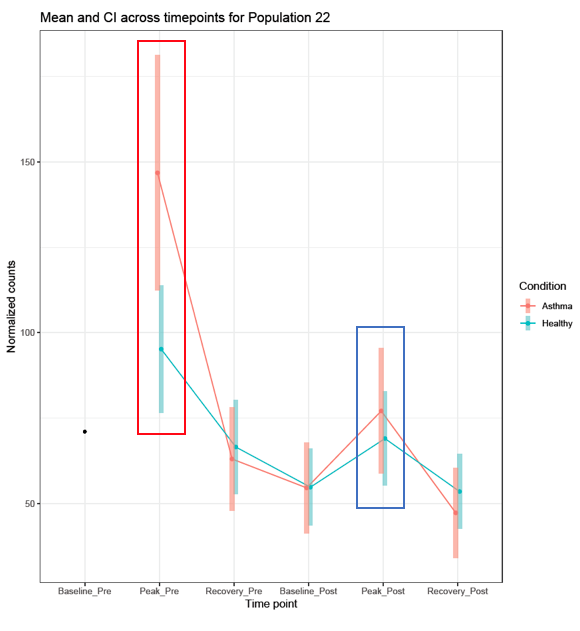 Mean and CI across timepoints for Population 22
Normalized counts
150
100
50
Baseline_Pre
Peak_Pre
Recovery_Pre
Baseline_Post
Peak_Post
Recovery_Post
Time point
Condition
Asthma
Healthy